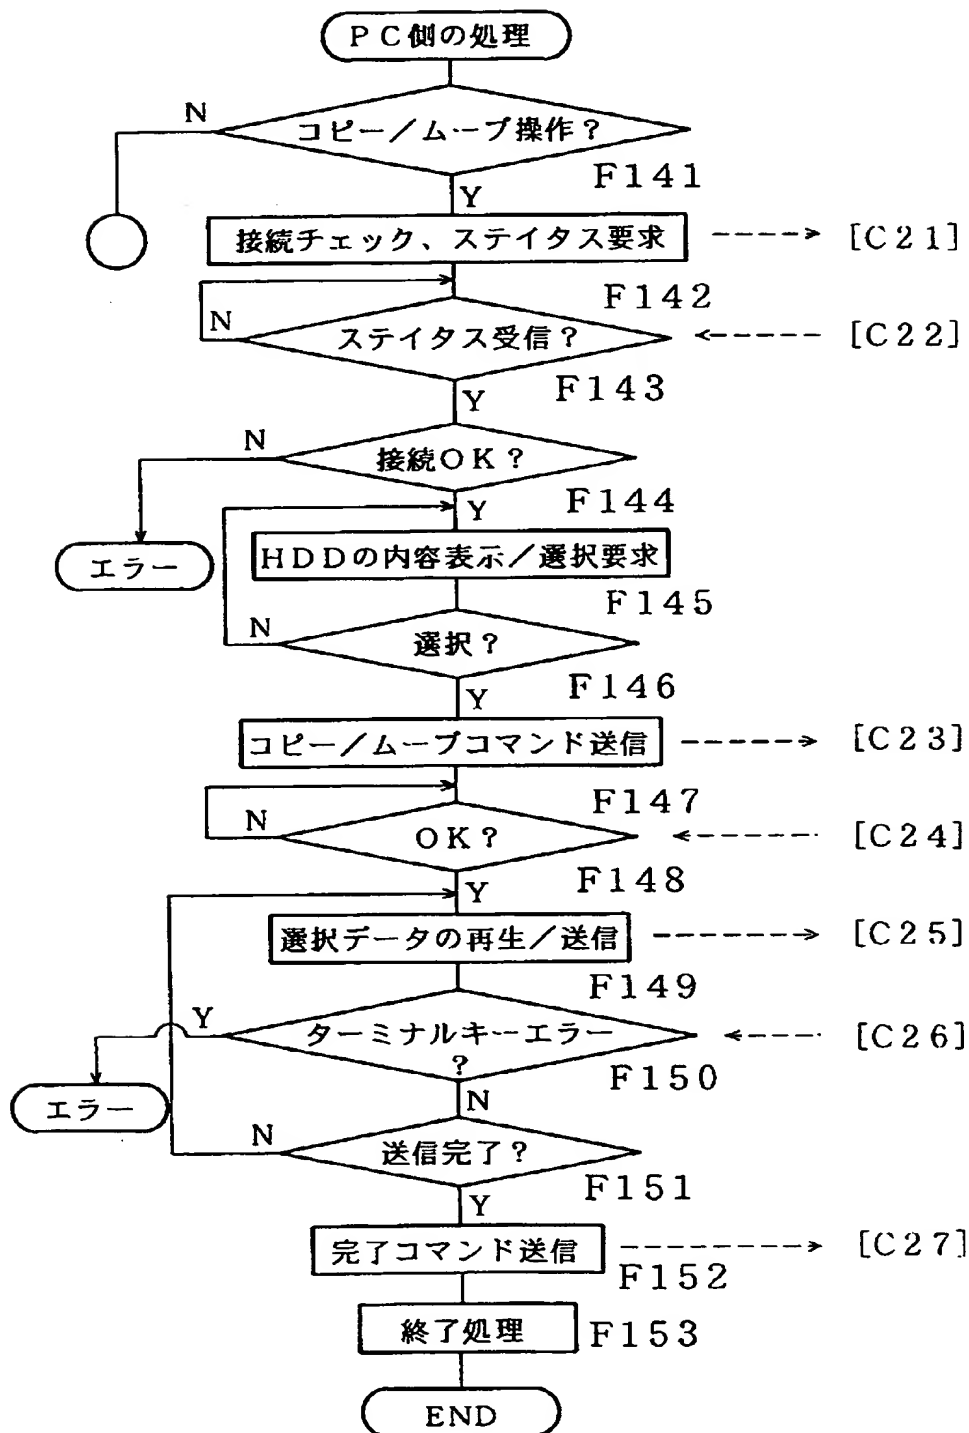 PC側の処理
N
コピー／ムーブ操作？
F141
Y
接続チェック、ステイタス要求
[C21]
F142
N
ステイタス受信？
[C22]
F143
Y
N
接続OK？
F144
Y
エラー
HDDの内容表示／選択要求
F145
N
選択？
F146
Y
コピー／ムーブコマンド送信
[C23]
F147
N
OK？
[C24]
F148
Y
選択データの再生／送信
[C25]
F149
Y
ターミナルキーエラー
？
[C26]
F150
N
エラー
N
送信完了？
F151
Y
完了コマンド送信
[C27]
F152
終了処理
F153
END